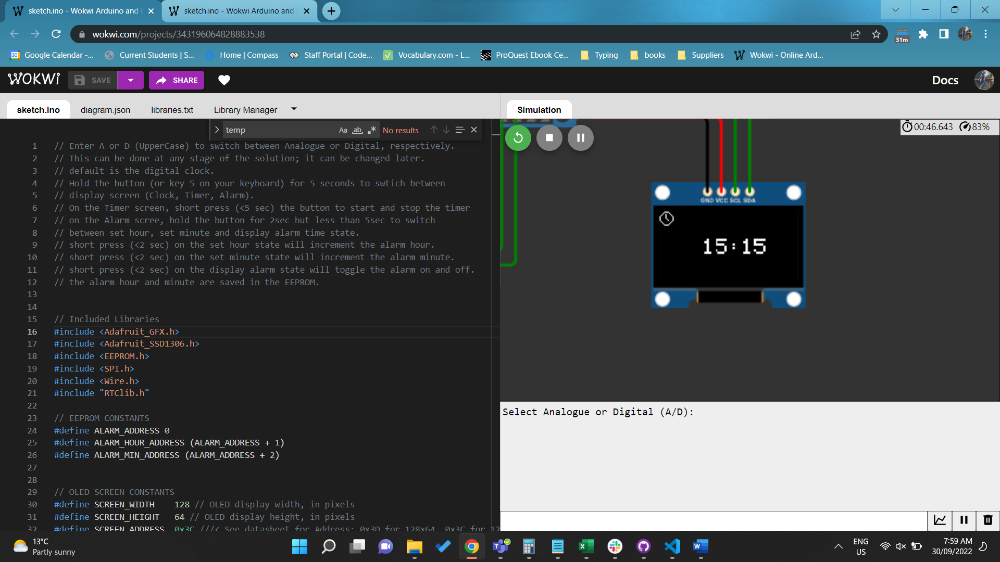 sketch.ino - Wokwi Arduino and
sketch.ino - Wokwi Arduino and
wokwi.com/projects/343196064828883538
31m
30 Google Calendar -...
Current Students | S...
Home | Compass
Staff Portal | Code...
Vocabulary.com - L...
ProQuest Ebook Ce...
Typing
books
Suppliers
Wokwi - Online Ard...
WOKWI
SAVE
SHARE
Docs
sketch.ino
diagram.json
libraries.txt
Library Manager
Simulation
temp
Aa
ab
No results
00:46.643
83%
1 // Enter A or D (UpperCase) to switch between Analogue or Digital, respectively.
2 // This can be done at any stage of the solution; it can be changed later.
3 // default is the digital clock.
4 // Hold the button (or key 5 on your keyboard) for 5 seconds to swtich between
5 // display screen (Clock, Timer, Alarm).
6 // On the Timer screen, short press (<5 sec) the button to start and stop the timer
7 // on the Alarm scree, hold the button for 2sec but less than 5sec to switch
8 // between set hour, set minute and display alarm time state.
9 // short press (<2 sec) on the set hour state will increment the alarm hour.
10 // short press (<2 sec) on the set minute state will increment the alarm minute.
11 // short press (<2 sec) on the display alarm state will toggle the alarm on and off.
12 // the alarm hour and minute are saved in the EEPROM.
13
14
15 // Included Libraries
16 #include <Adafruit_GFX.h>
17 #include <Adafruit_SSD1306.h>
18 #include <EEPROM.h>
19 #include <SPI.h>
20 #include <Wire.h>
21 #include "RTClib.h"
22
23 // EEPROM CONSTANTS
24 #define ALARM_ADDRESS 0
25 #define ALARM_HOUR_ADDRESS (ALARM_ADDRESS + 1)
26 #define ALARM_MIN_ADDRESS (ALARM_ADDRESS + 2)
27
28
29 // OLED SCREEN CONSTANTS
30 #define SCREEN_WIDTH 128 // OLED display width, in pixels
31 #define SCREEN_HEIGHT 64 // OLED display height, in pixels
32 #define SCREEN_ADDRESS 0x3C ///< See datasheet for Address; 0x3D for 128x64, 0x3C for 12
GND VCC SCL SDA
15:15
Select Analogue or Digital (A/D):
13°C
Partly sunny
ENG
US
7:59 AM
30/09/2022